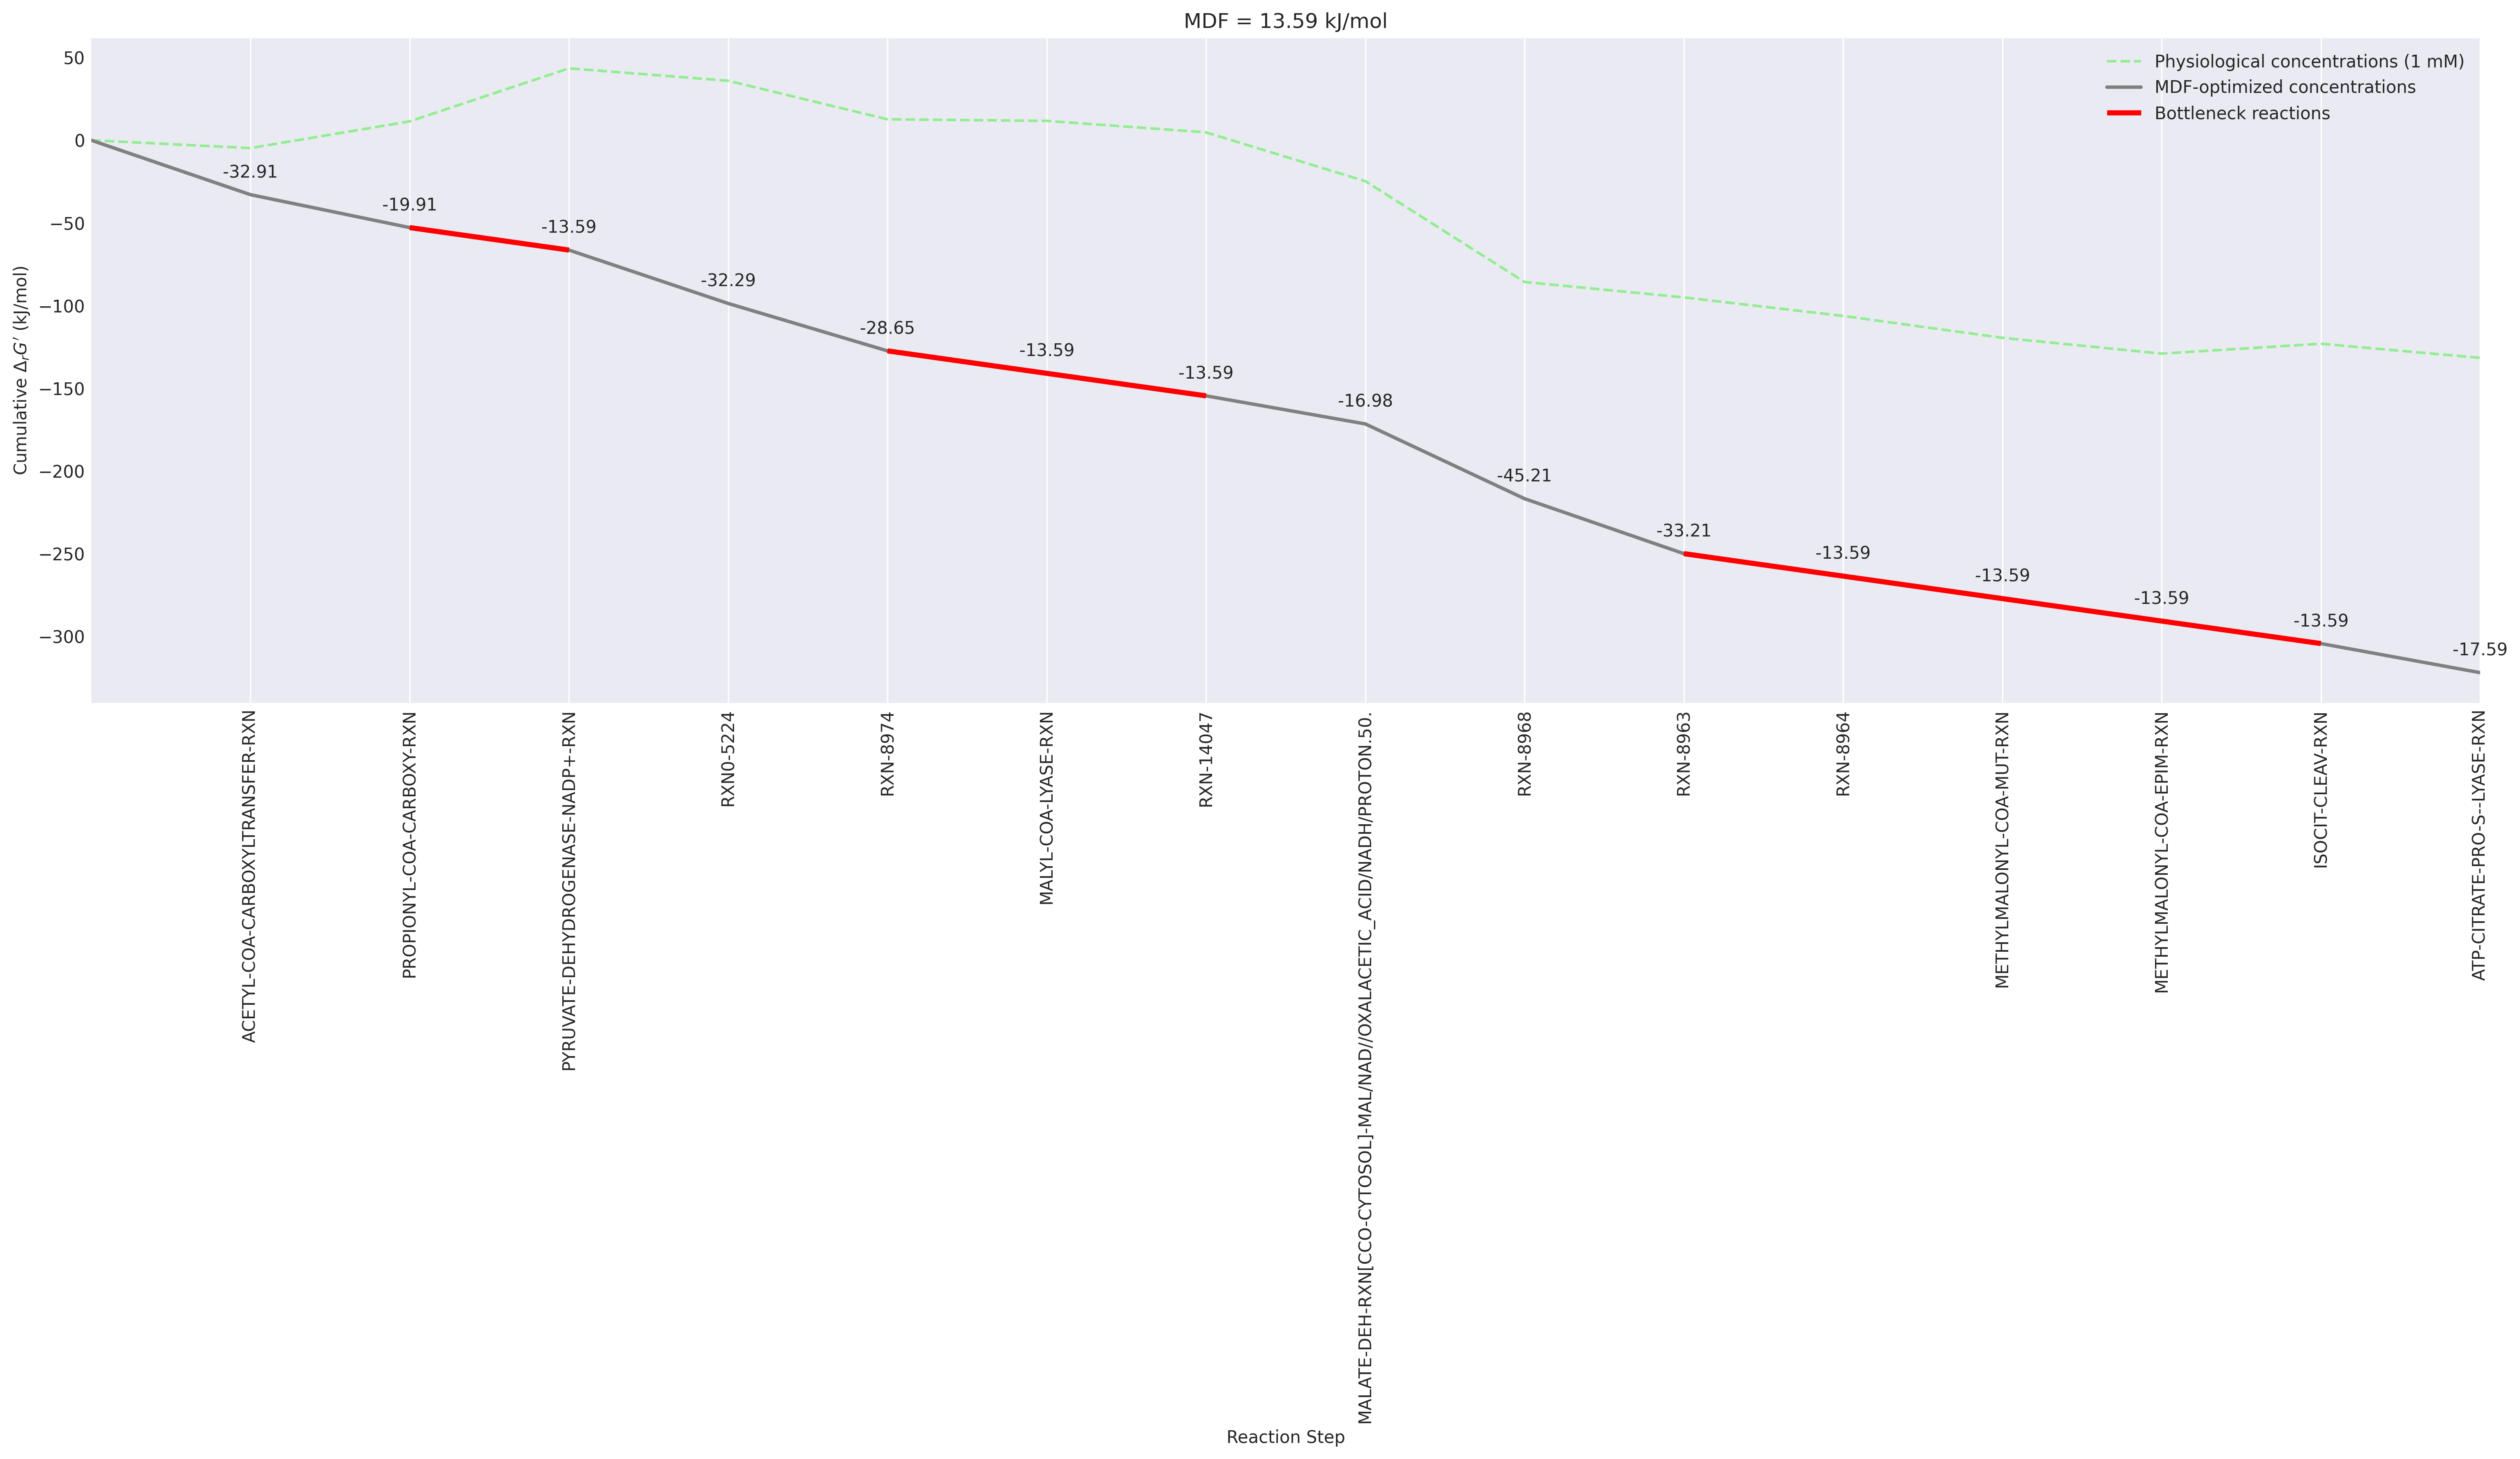 MDF = 13.59 kJ/mol
Physiological concentrations (1 mM)
MDF-optimized concentrations
Bottleneck reactions
Cumulative ΔrG′ (kJ/mol)
50
0
−50
−100
−150
−200
−250
−300
-32.91
-19.91
-13.59
-32.29
-28.65
-13.59
-13.59
-16.98
-45.21
-33.21
-13.59
-13.59
-13.59
-13.59
-17.59
ACETYL-COA-CARBOXYLTRANSFER-RXN
PROPIONYL-COA-CARBOXY-RXN
PYRUVATE-DEHYDROGENASE-NADP+-RXN
RXN0-5224
RXN-8974
MALYL-COA-LYASE-RXN
RXN-14047
MALATE-DEH-RXN[CCO-CYTOSOL]-MAL/NAD//OXALACETIC_ACID/NADH/PROTON.50.
RXN-8968
RXN-8963
RXN-8964
METHYLMALONYL-COA-MUT-RXN
METHYLMALONYL-COA-EPIM-RXN
ISOCIT-CLEAV-RXN
ATP-CITRATE-PRO-S--LYASE-RXN
Reaction Step